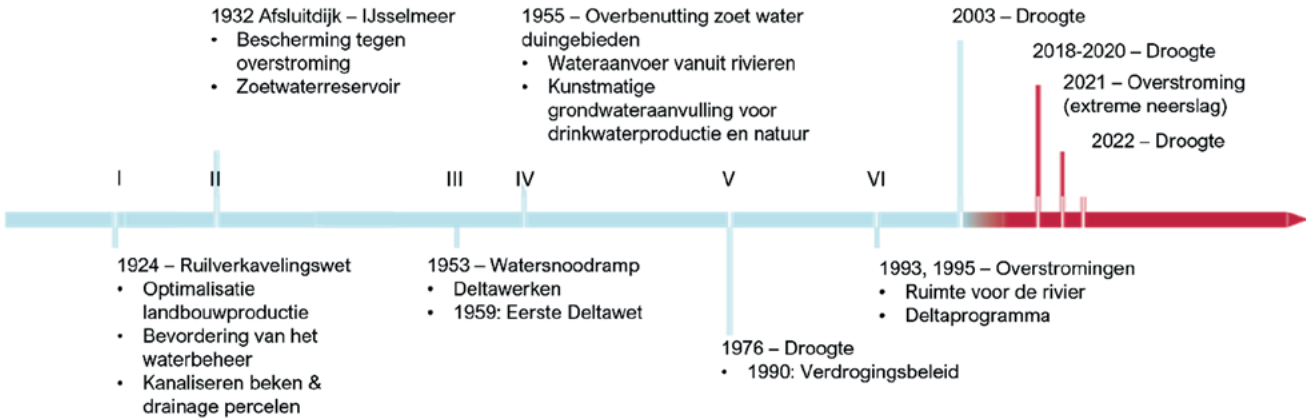 1932 Afsluitdijk – IJsselmeer
• Bescherming tegen
overstroming
• Zoetwaterreservoir
1955 – Overbenutting zoet water
duingebieden
• Wateraanvoer vanuit rivieren
• Kunstmatige
grondwateraanvulling voor
drinkwaterproductie en natuur
2003 – Droogte
2018-2020 – Droogte
2021 – Overstroming
(extreme neerslag)
2022 – Droogte
I
II
III
IV
V
VI
1924 – Ruilverkavelingswet
• Optimalisatie
landbouwproductie
• Bevordering van het
waterbeheer
• Kanaliseren beken &
drainage percelen
1953 – Watersnoodramp
• Deltawerken
• 1959: Eerste Deltawet
1976 – Droogte
• 1990: Verdrogingsbeleid
1993, 1995 – Overstromingen
• Ruimte voor de rivier
• Deltaprogramma